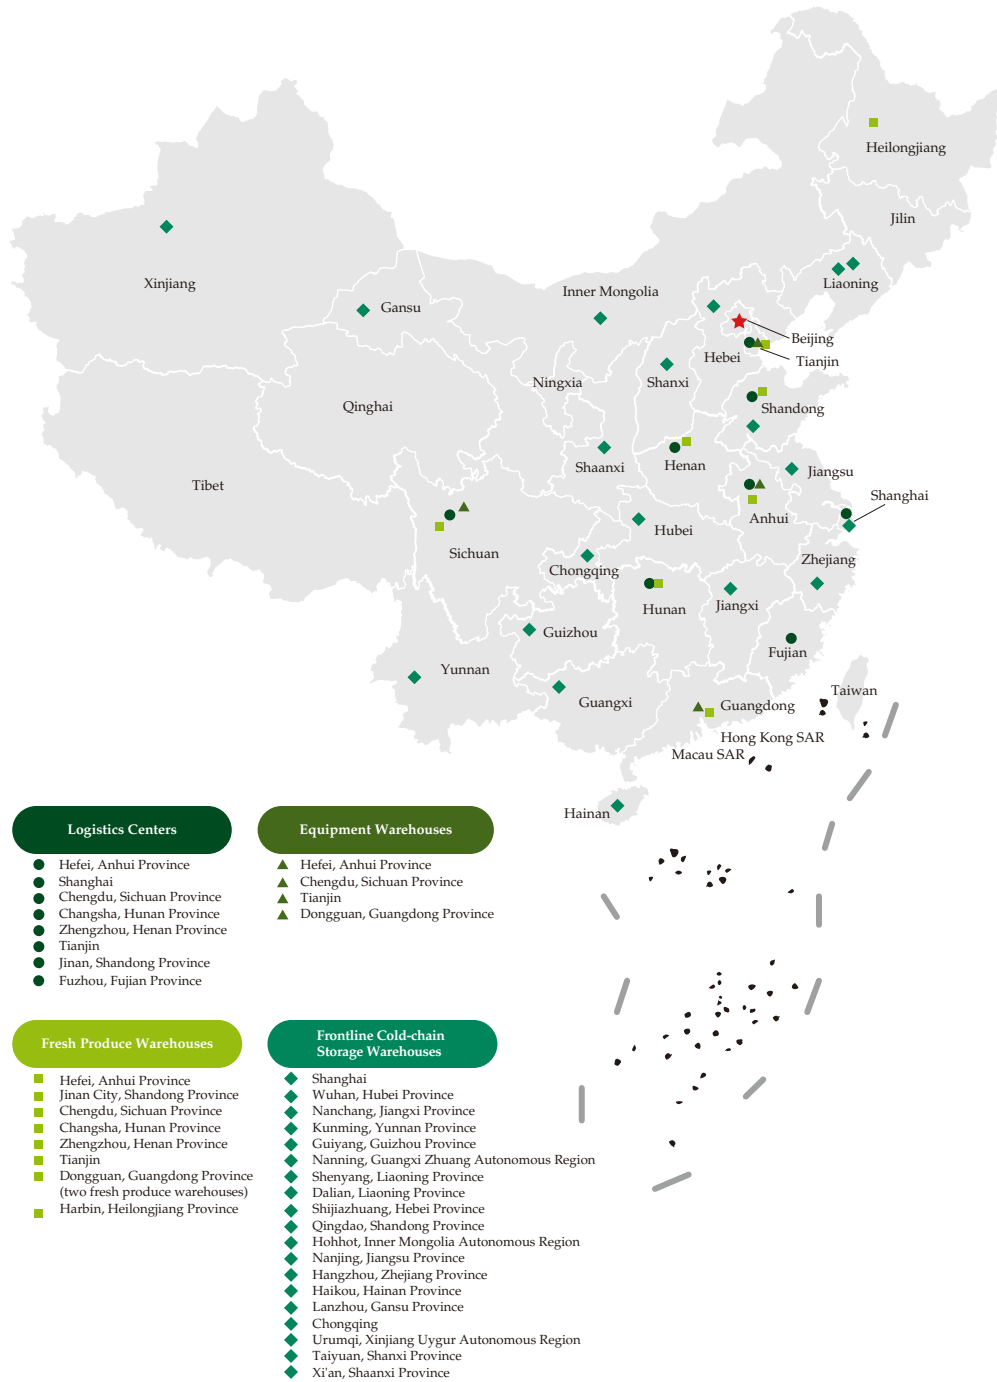 Heilongjiang
Jilin
Xinjiang
Liaoning
Inner Mongolia
Gansu
Beijing
Hebei
Tianjin
Ningxia
Shanxi
Qinghai
Shandong
Shaanxi
Henan
Jiangsu
Tibet
Shanghai
Anhui
Hubei
Sichuan
Zhejiang
Chongqing
Hunan
Jiangxi
Guizhou
Fujian
Yunnan
Taiwan
Guangxi
Guangdong
Hong Kong SAR
Macau SAR
Hainan
Logistics Centers
Hefei, Anhui Province
Shanghai
Chengdu, Sichuan Province
Changsha, Hunan Province
Zhengzhou, Henan Province
Tianjin
Jinan, Shandong Province
Fuzhou, Fujian Province
Equipment Warehouses
Hefei, Anhui Province
Chengdu, Sichuan Province
Tianjin
Dongguan, Guangdong Province
Fresh Produce Warehouses
Hefei, Anhui Province
Jinan City, Shandong Province
Chengdu, Sichuan Province
Changsha, Hunan Province
Zhengzhou, Henan Province
Tianjin
Dongguan, Guangdong Province
(two fresh produce warehouses)
Harbin, Heilongjiang Province
Frontline Cold-chain
Storage Warehouses
Shanghai
Wuhan, Hubei Province
Nanchang, Jiangxi Province
Kunming, Yunnan Province
Guiyang, Guizhou Province
Nanning, Guangxi Zhuang Autonomous Region
Shenyang, Liaoning Province
Dalian, Liaoning Province
Shijiazhuang, Hebei Province
Qingdao, Shandong Province
Hohhot, Inner Mongolia Autonomous Region
Nanjing, Jiangsu Province
Hangzhou, Zhejiang Province
Haikou, Hainan Province
Lanzhou, Gansu Province
Chongqing
Urumqi, Xinjiang Uygur Autonomous Region
Taiyuan, Shanxi Province
Xi'an, Shaanxi Province